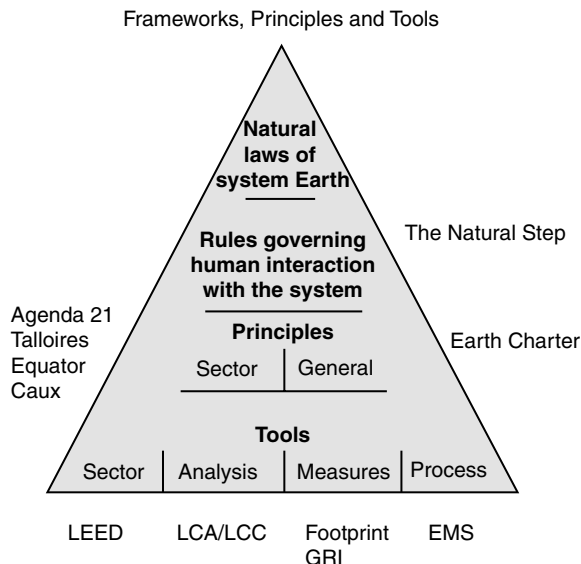 Frameworks, Principles and Tools
Natural
laws of
system Earth
Rules governing
human interaction
with the system
The Natural Step
Agenda 21
Talloires
Equator
Caux
Principles
Sector General
Earth Charter
Tools
Sector Analysis Measures Process
LEED LCA/LCC Footprint EMS
GRI